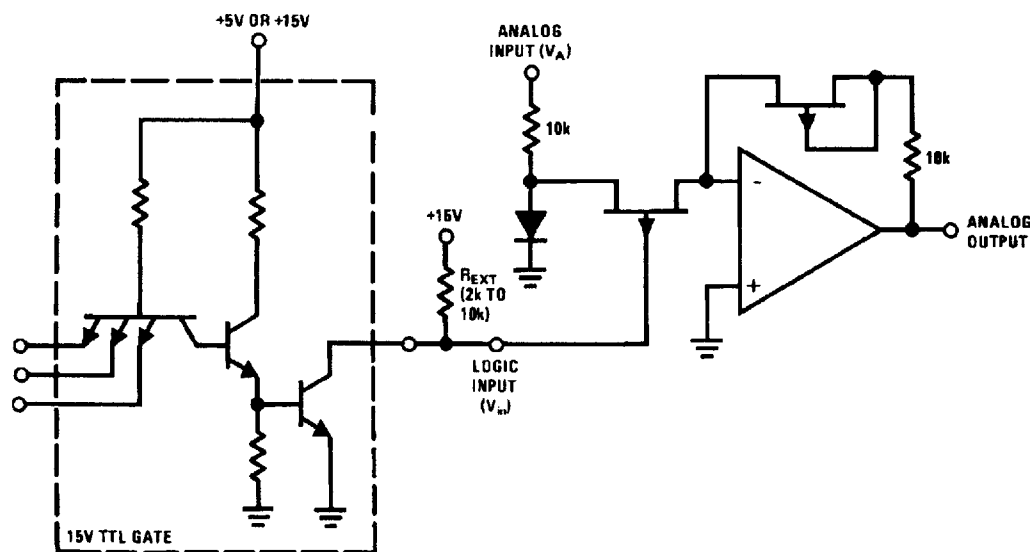 +5V OR +15V
ANALOG
INPUT (VA)
10k
+15V
REXT
(2k TO
10k)
LOGIC
INPUT
(Vin)
-
+
10k
ANALOG
OUTPUT
15V TTL GATE